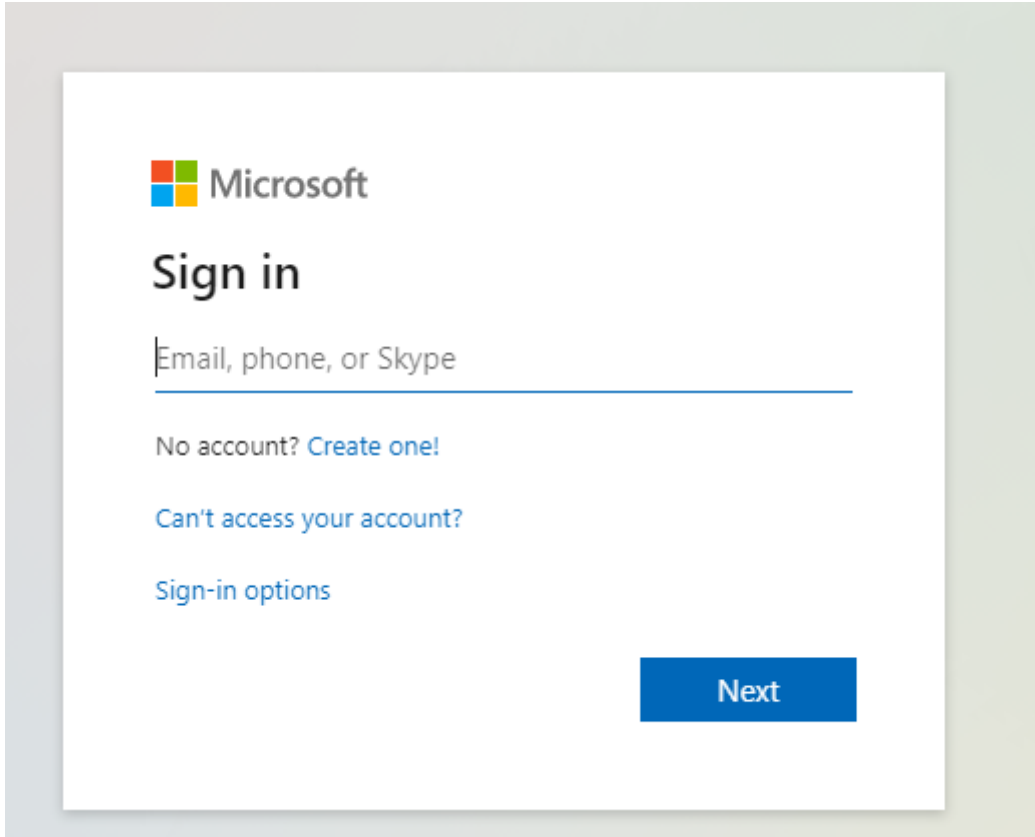 Microsoft
Sign in
Email, phone, or Skype
No account? Create one!
Can't access your account?
Sign-in options
Next